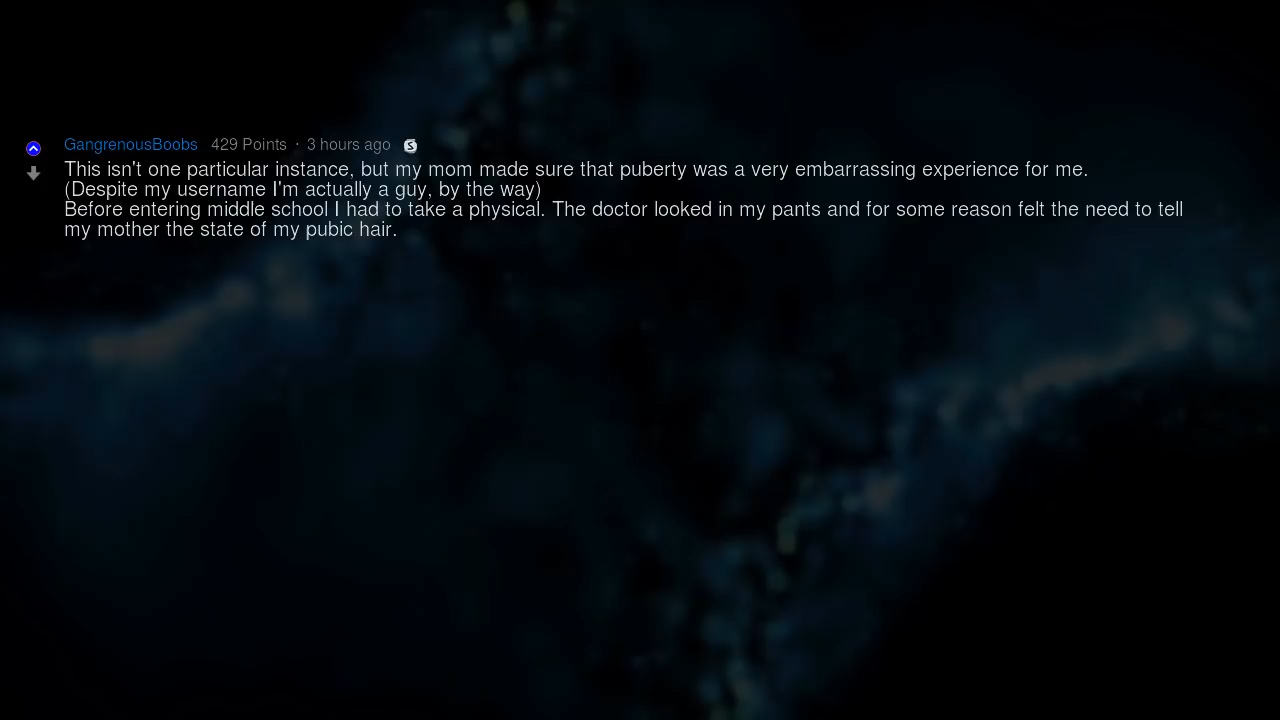 GangrenousBoobs 429 Points · 3 hours ago
This isn't one particular instance, but my mom made sure that puberty was a very embarrassing experience for me.
(Despite my username I'm actually a guy, by the way)
Before entering middle school I had to take a physical. The doctor looked in my pants and for some reason felt the need to tell
my mother the state of my pubic hair.